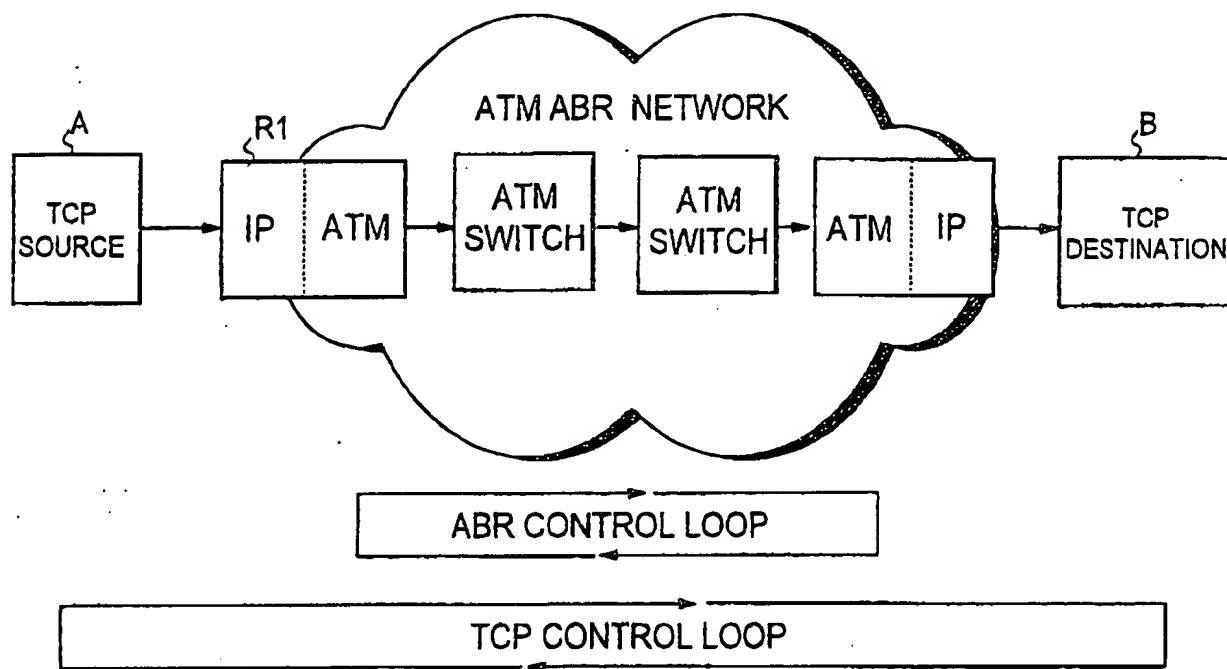 ATM ABR NETWORK
A
R1
B
TCP
SOURCE
IP
ATM
ATM
SWITCH
ATM
SWITCH
ATM
IP
TCP
DESTINATION
ABR CONTROL LOOP
TCP CONTROL LOOP